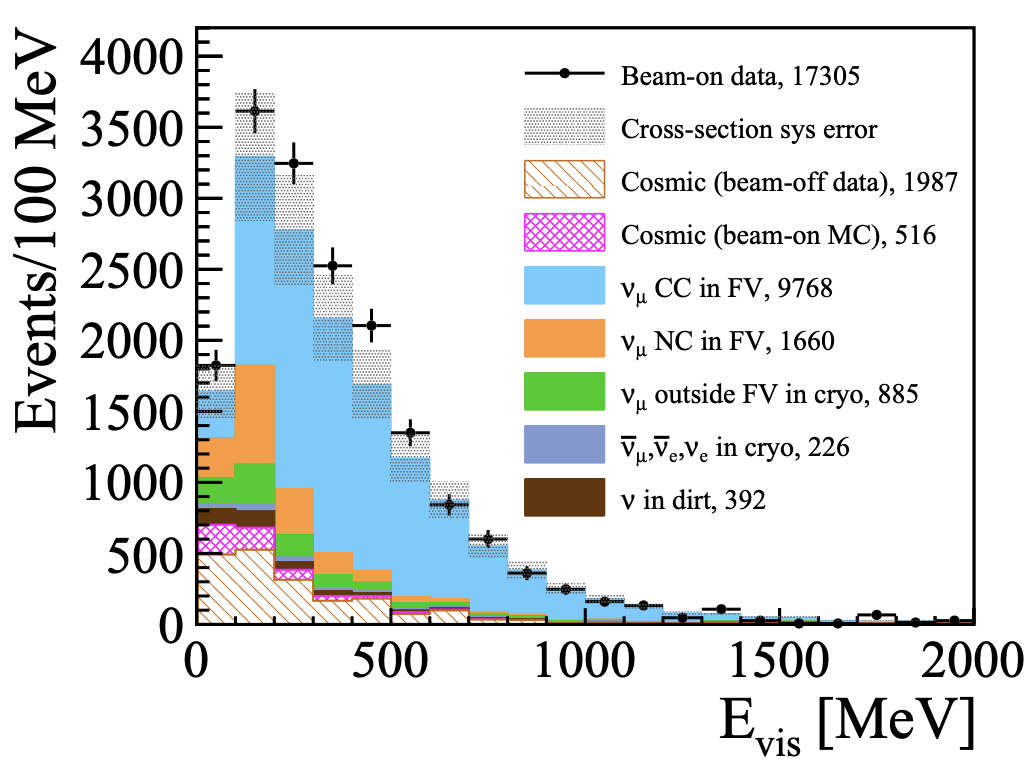 Events/100 MeV
4000
3500
3000
2500
2000
1500
1000
500
0
Beam-on data, 17305
Cross-section sys error
Cosmic (beam-off data), 1987
Cosmic (beam-on MC), 516
νμ CC in FV, 9768
νμ NC in FV, 1660
νμ outside FV in cryo, 885
ν̅μ,ν̅e,νe in cryo, 226
ν in dirt, 392
0 500 1000 1500 2000
Evis [MeV]